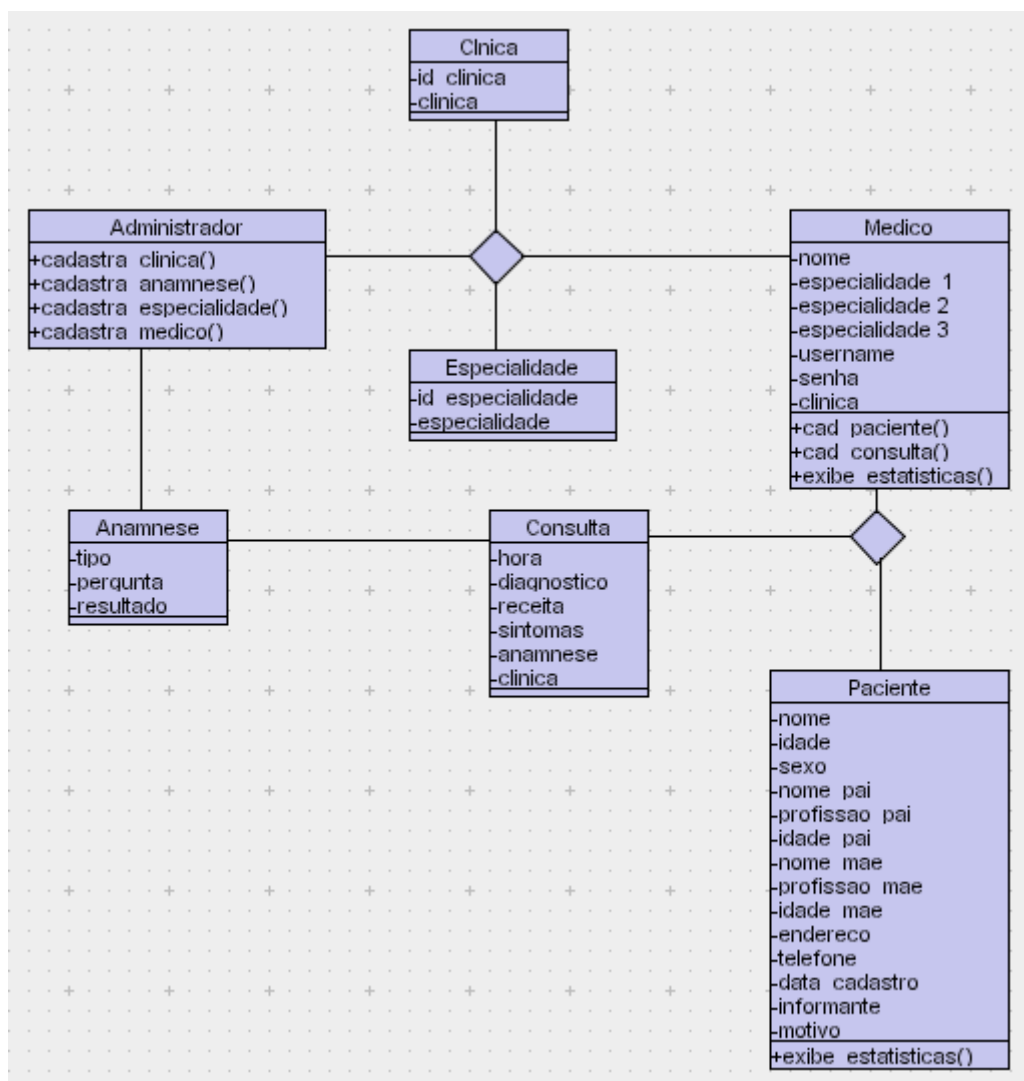 Clnica
-id clinica
-clinica
Administrador
+cadastra clinica()
+cadastra anamnese()
+cadastra especialidade()
+cadastra medico()
Medico
-nome
-especialidade 1
-especialidade 2
-especialidade 3
-username
-senha
-clinica
+cad paciente()
+cad consulta()
+exibe estatisticas()
Especialidade
-id especialidade
-especialidade
Anamnese
-tipo
-pergunta
-resultado
Consulta
-hora
-diagnostico
-receita
-sintomas
-anamnese
-clinica
Paciente
-nome
-idade
-sexo
-nome pai
-profissao pai
-idade pai
-nome mae
-profissao mae
-idade mae
-endereco
-telefone
-data cadastro
-informante
-motivo
+exibe estatisticas()